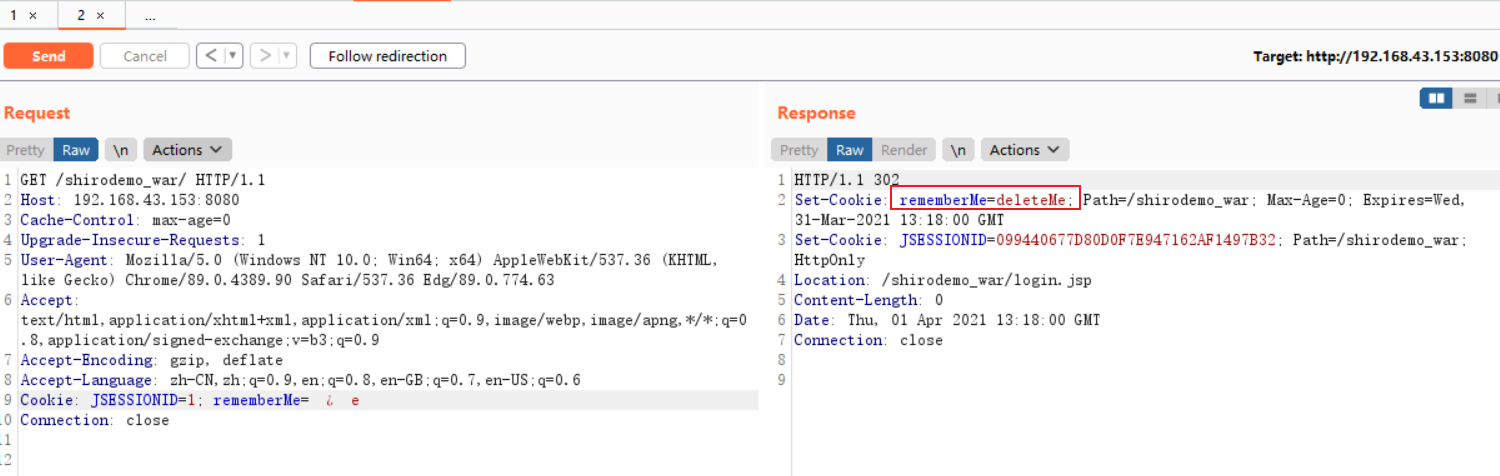 1 × 2 × ...
Send Cancel < ▼ > ▼ Follow redirection Target: http://192.168.43.153:8080
Request
Pretty Raw \n Actions
1 GET /shirodemo_war/ HTTP/1.1
2 Host: 192.168.43.153:8080
3 Cache-Control: max-age=0
4 Upgrade-Insecure-Requests: 1
5 User-Agent: Mozilla/5.0 (Windows NT 10.0; Win64; x64) AppleWebKit/537.36 (KHTML,
like Gecko) Chrome/89.0.4389.90 Safari/537.36 Edg/89.0.774.63
6 Accept:
text/html,application/xhtml+xml,application/xml;q=0.9,image/webp,image/apng,*/*;q=0
.8,application/signed-exchange;v=b3;q=0.9
7 Accept-Encoding: gzip, deflate
8 Accept-Language: zh-CN,zh;q=0.9,en;q=0.8,en-GB;q=0.7,en-US;q=0.6
9 Cookie: JSESSIONID=1; rememberMe= ¿ e
10 Connection: close
11
12
Response
Pretty Raw Render \n Actions
1 HTTP/1.1 302
2 Set-Cookie: rememberMe=deleteMe; Path=/shirodemo_war; Max-Age=0; Expires=Wed,
31-Mar-2021 13:18:00 GMT
3 Set-Cookie: JSESSIONID=099440677D80D0F7E947162AF1497B32; Path=/shirodemo_war;
HttpOnly
4 Location: /shirodemo_war/login.jsp
5 Content-Length: 0
6 Date: Thu, 01 Apr 2021 13:18:00 GMT
7 Connection: close
8
9